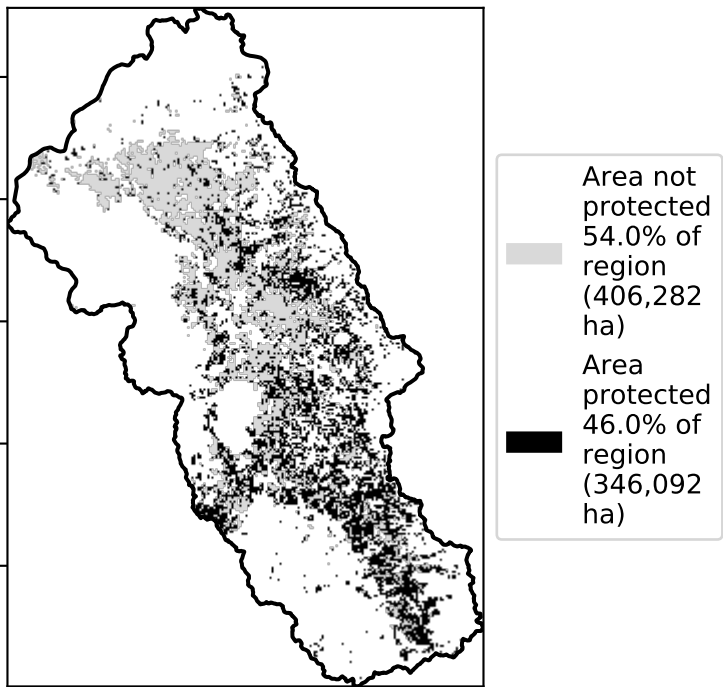 Area not
protected
54.0% of
region
(406,282
ha)
Area
protected
46.0% of
region
(346,092
ha)